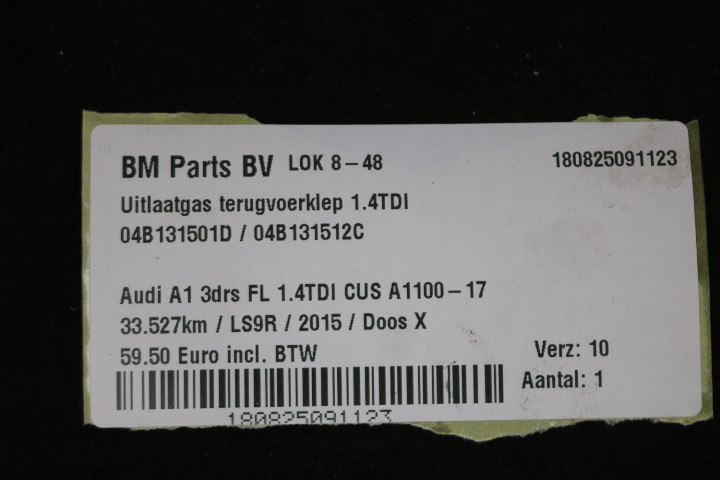 BM Parts BV LOK 8-48 180825091123
Uitlaatgas terugvoerklep 1.4TDI
04B131501D / 04B131512C
Audi A1 3drs FL 1.4TDI CUS A1100-17
33.527km / LS9R / 2015 / Doos X
59.50 Euro incl. BTW Verz: 10
Aantal: 1
180825091123